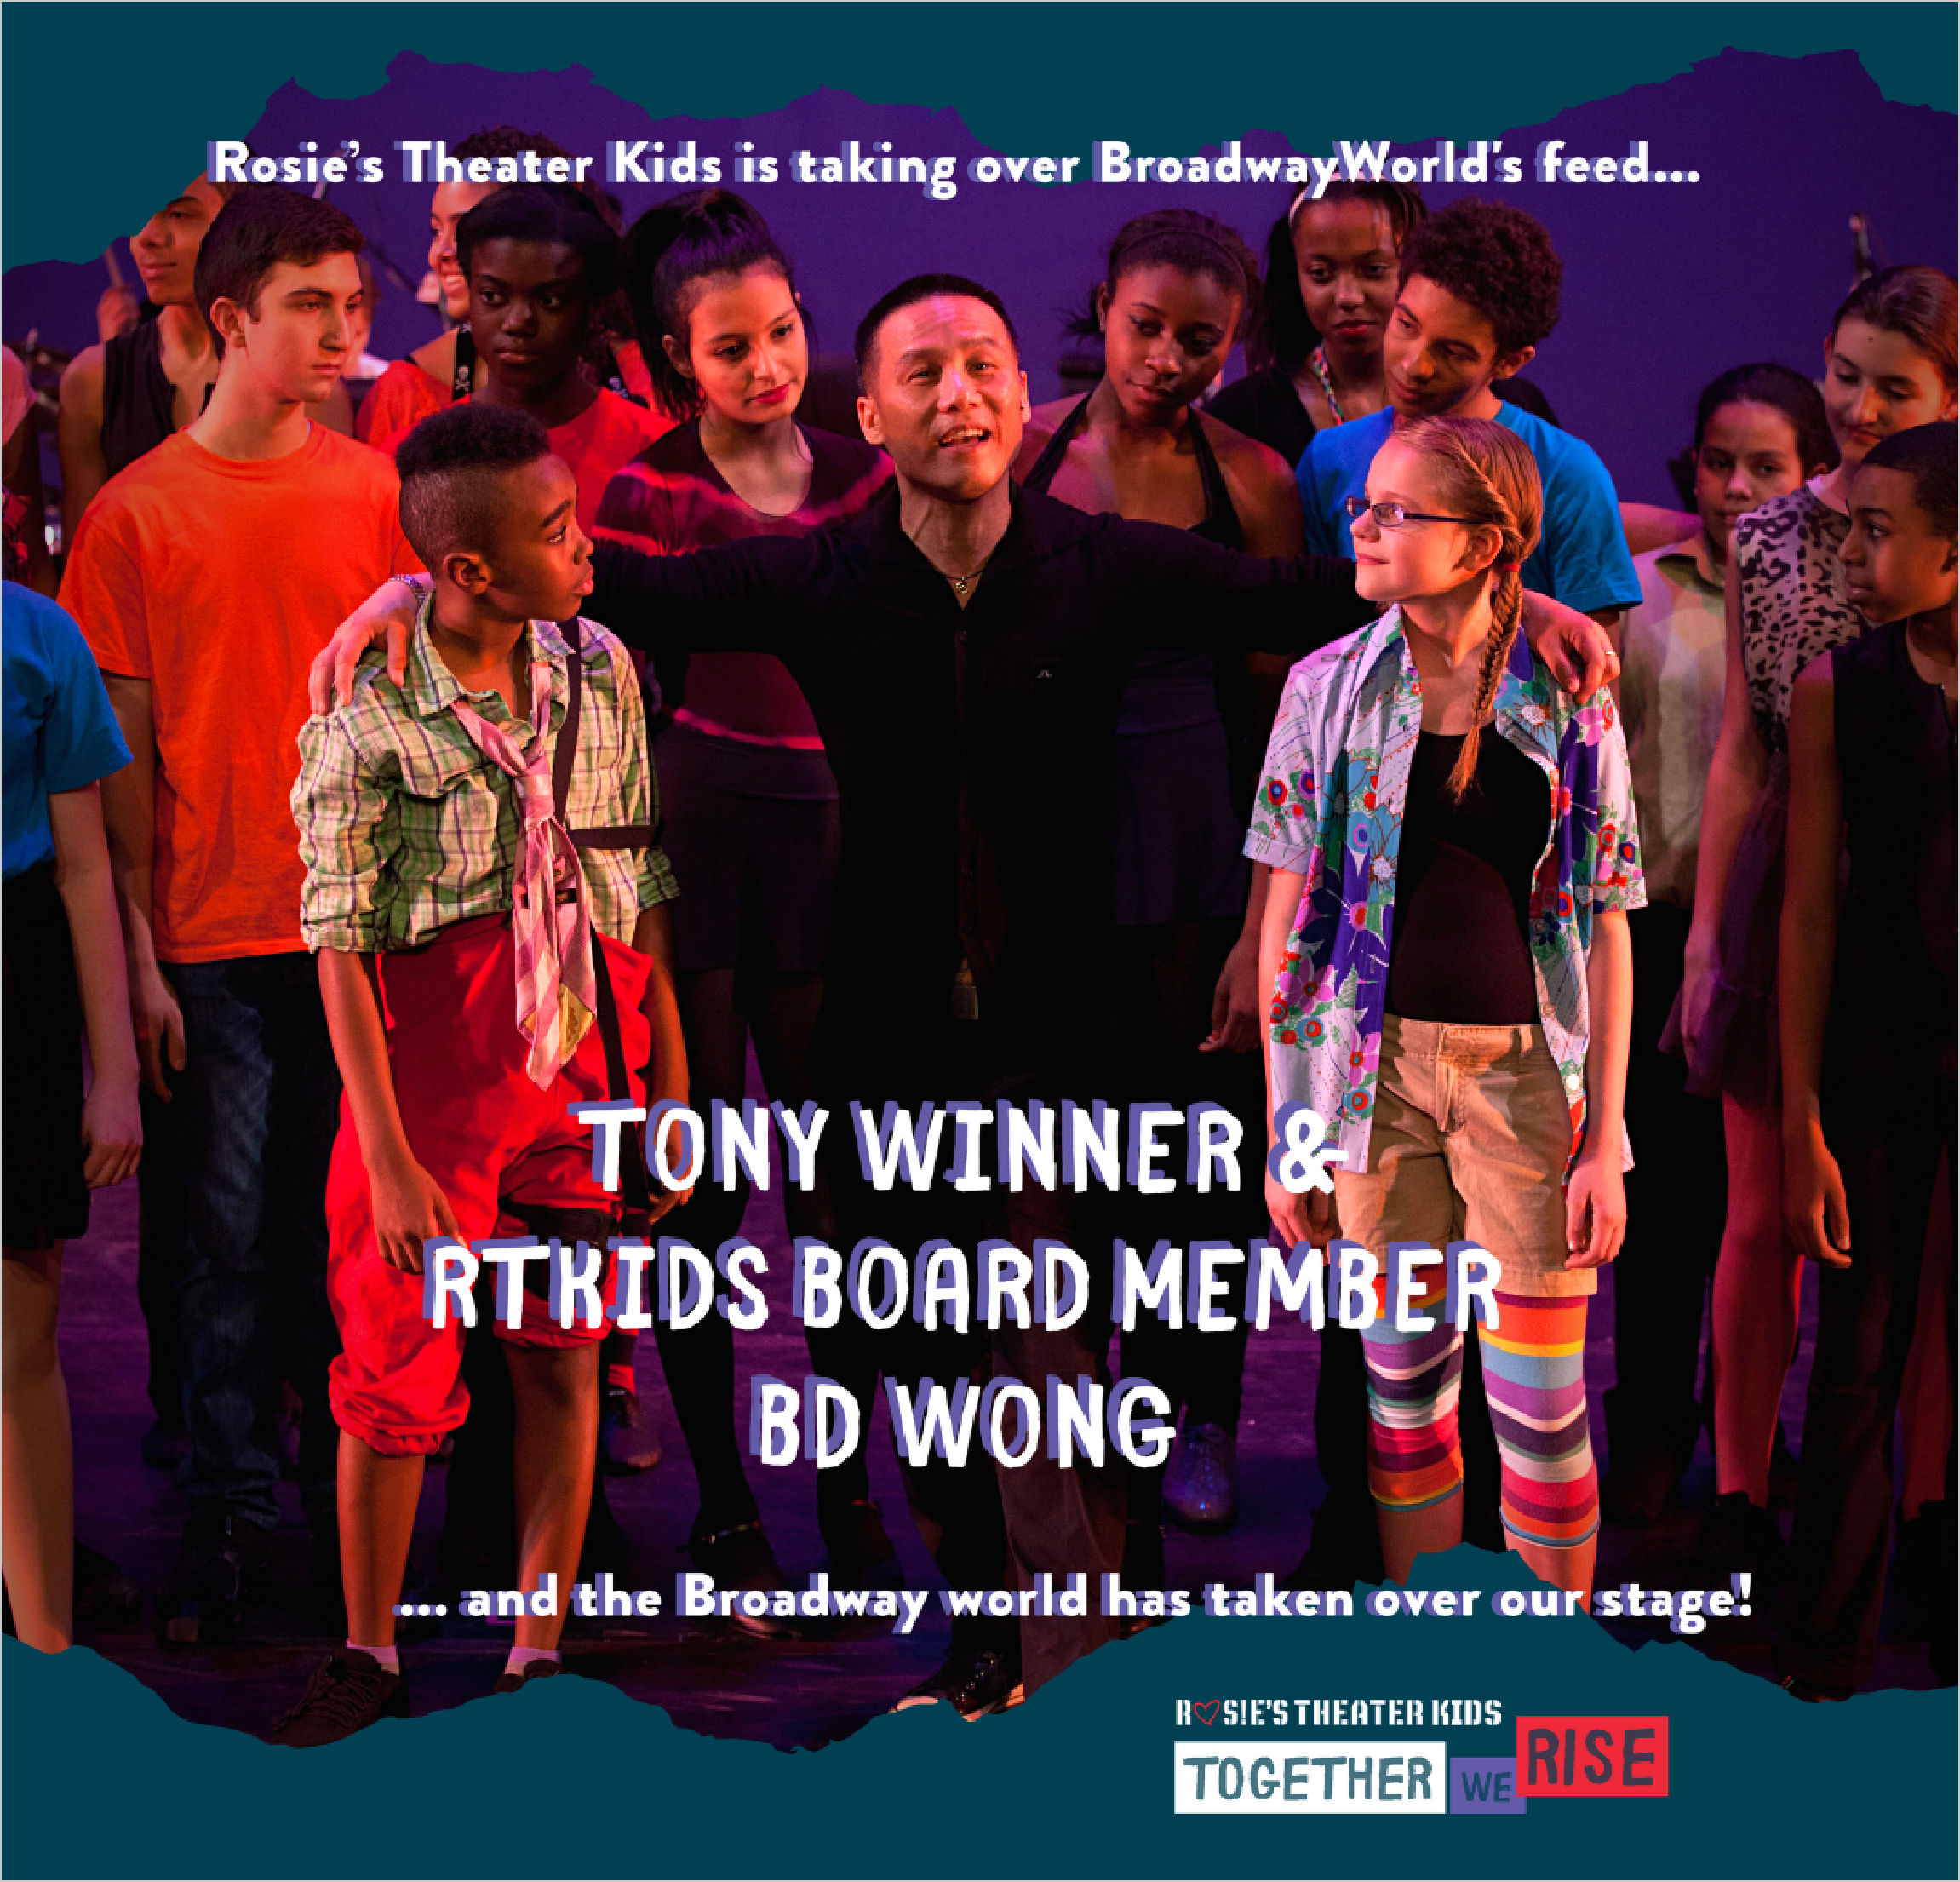 Rosie's Theater Kids is taking over BroadwayWorld's feed...
TONY WINNER &
RTKIDS BOARD MEMBER
BD WONG
.... and the Broadway world has taken over our stage!
R♡S!E'S THEATER KIDS
TOGETHER WE RISE